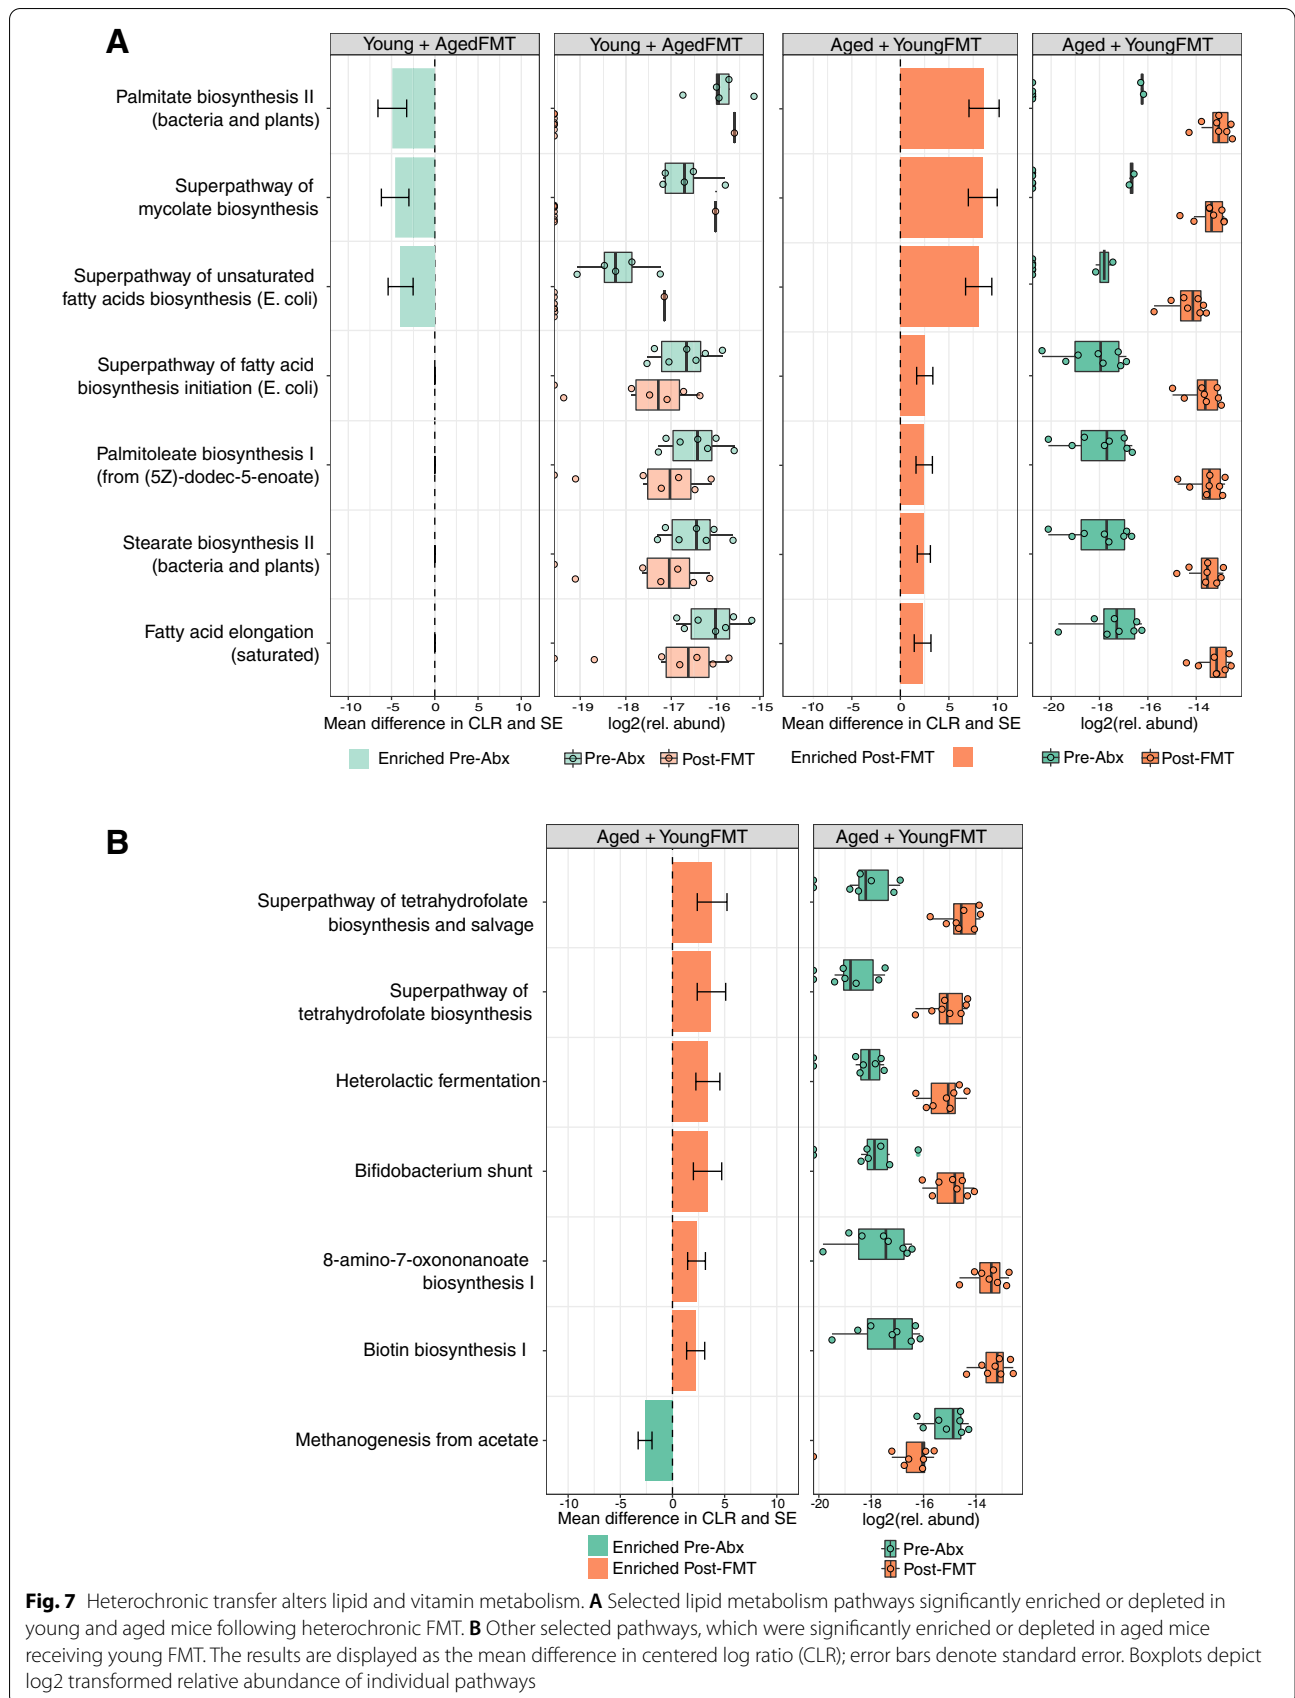 A
Young + AgedFMT
Young + AgedFMT
Aged + YoungFMT
Aged + YoungFMT
Palmitate biosynthesis II
(bacteria and plants)
Superpathway of
mycolate biosynthesis
Superpathway of unsaturated
fatty acids biosynthesis (E. coli)
Superpathway of fatty acid
biosynthesis initiation (E. coli)
Palmitoleate biosynthesis I
(from (5Z)-dodec-5-enoate)
Stearate biosynthesis II
(bacteria and plants)
Fatty acid elongation
(saturated)
-10 -5 0 5 10
-19 -18 -17 -16 -15
-10 -5 0 5 10
-20 -18 -16 -14
Mean difference in CLR and SE
log2(rel. abund)
Mean difference in CLR and SE
log2(rel. abund)
Enriched Pre-Abx
Pre-Abx
Post-FMT
Enriched Post-FMT
Pre-Abx
Post-FMT
B
Aged + YoungFMT
Aged + YoungFMT
Superpathway of tetrahydrofolate
biosynthesis and salvage
Superpathway of
tetrahydrofolate biosynthesis
Heterolactic fermentation
Bifidobacterium shunt
8-amino-7-oxononanoate
biosynthesis I
Biotin biosynthesis I
Methanogenesis from acetate
-10 -5 0 5 10
-20 -18 -16 -14
Mean difference in CLR and SE
log2(rel. abund)
Enriched Pre-Abx
Enriched Post-FMT
Pre-Abx
Post-FMT
Fig. 7 Heterochronic transfer alters lipid and vitamin metabolism. A Selected lipid metabolism pathways significantly enriched or depleted in
young and aged mice following heterochronic FMT. B Other selected pathways, which were significantly enriched or depleted in aged mice
receiving young FMT. The results are displayed as the mean difference in centered log ratio (CLR); error bars denote standard error. Boxplots depict
log2 transformed relative abundance of individual pathways